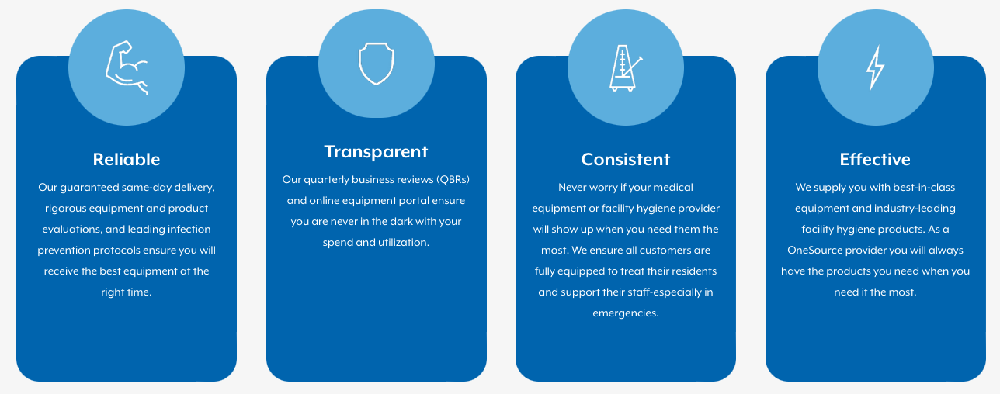 Reliable
Our guaranteed same-day delivery,
rigorous equipment and product
evaluations, and leading infection
prevention protocols ensure you will
receive the best equipment at the
right time.
Transparent
Our quarterly business reviews (QBRs)
and online equipment portal ensure
you are never in the dark with your
spend and utilization.
Consistent
Never worry if your medical
equipment or facility hygiene provider
will show up when you need them the
most. We ensure all customers are
fully equipped to treat their residents
and support their staff-especially in
emergencies.
Effective
We supply you with best-in-class
equipment and industry-leading
facility hygiene products. As a
OneSource provider you will always
have the products you need when you
need it the most.